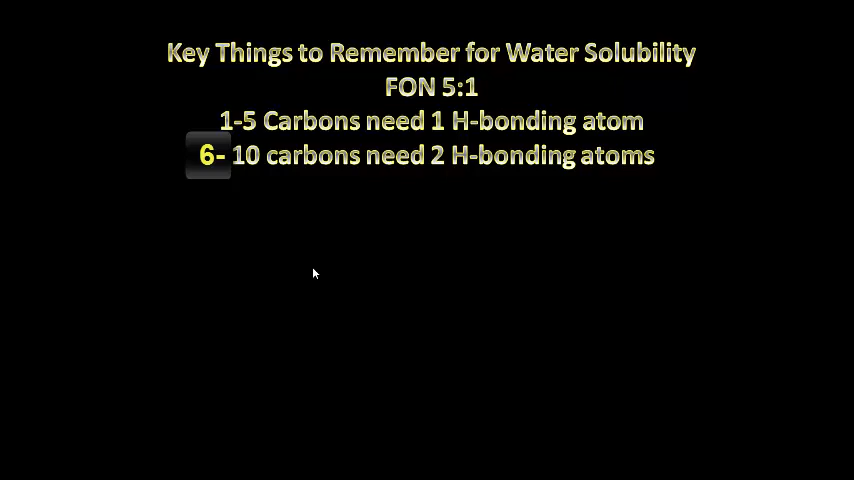 Key Things to Remember for Water Solubility
FON 5:1
1-5 Carbons need 1 H-bonding atom
6- 10 carbons need 2 H-bonding atoms